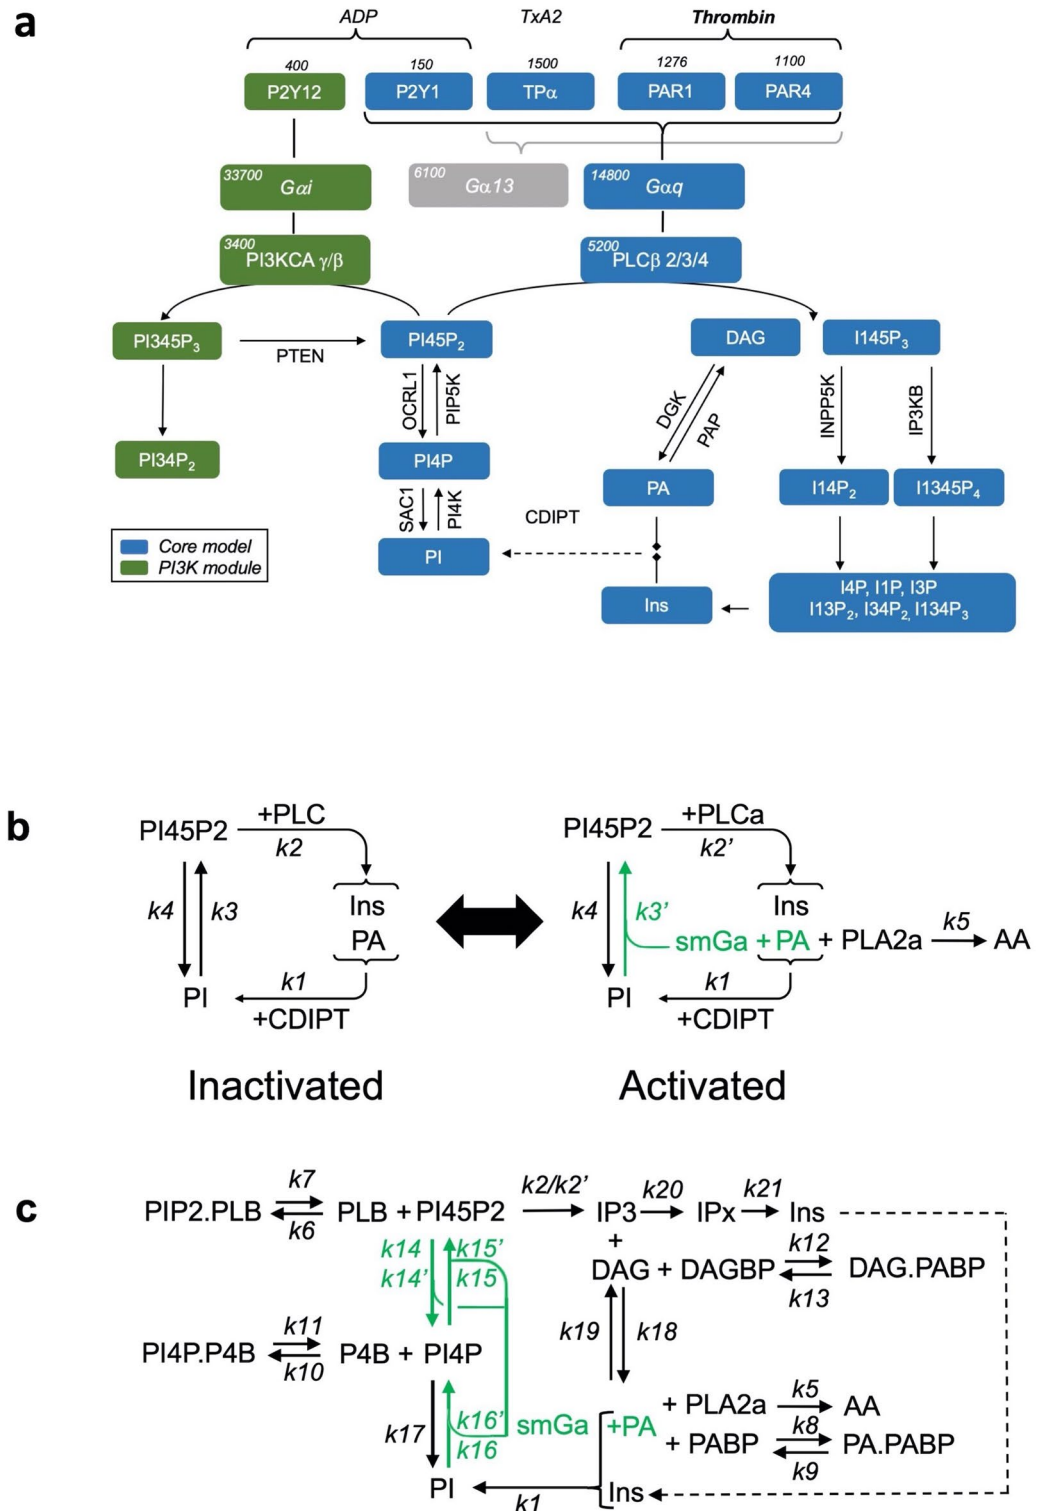 a
ADP TxA2 Thrombin
400 150 1500 1276 1100
P2Y12 P2Y1 TPα PAR1 PAR4
33700 Gαi 6100 Gα13 14800 Gαq
3400 PI3KCA γ/β 5200 PLCβ 2/3/4
PI345P3 PTEN PI45P2 DAG I145P3
OCRL1 PIP5K DGK PAP INPP5K IP3KB
PI34P2 PI4P PA I14P2 I1345P4
SAC1 PI4K CDIPT
Core model
PI3K module
PI Ins
I4P, I1P, I3P
I13P2, I34P2, I134P3
b
PI45P2 +PLC k2
k4 k3 Ins
PA
PI k1
+CDIPT
Inactivated
PI45P2 +PLCa k2'
k4 k3' Ins
smGa + PA + PLA2a k5 AA
PI k1
+CDIPT
Activated
c
PIP2.PLB k7 k6 PLB + PI45P2 k2/k2' IP3 k20 IPx k21 Ins
+
k14 k15' DAG + DAGBP k12 k13 DAG.PABP
k14' k15
PI4P.P4B k11 k10 P4B + PI4P k19 k18
+ PLA2a k5 AA
k17 k16' smGa +PA + PABP k8 k9 PA.PABP
k16
PI k1 Ins